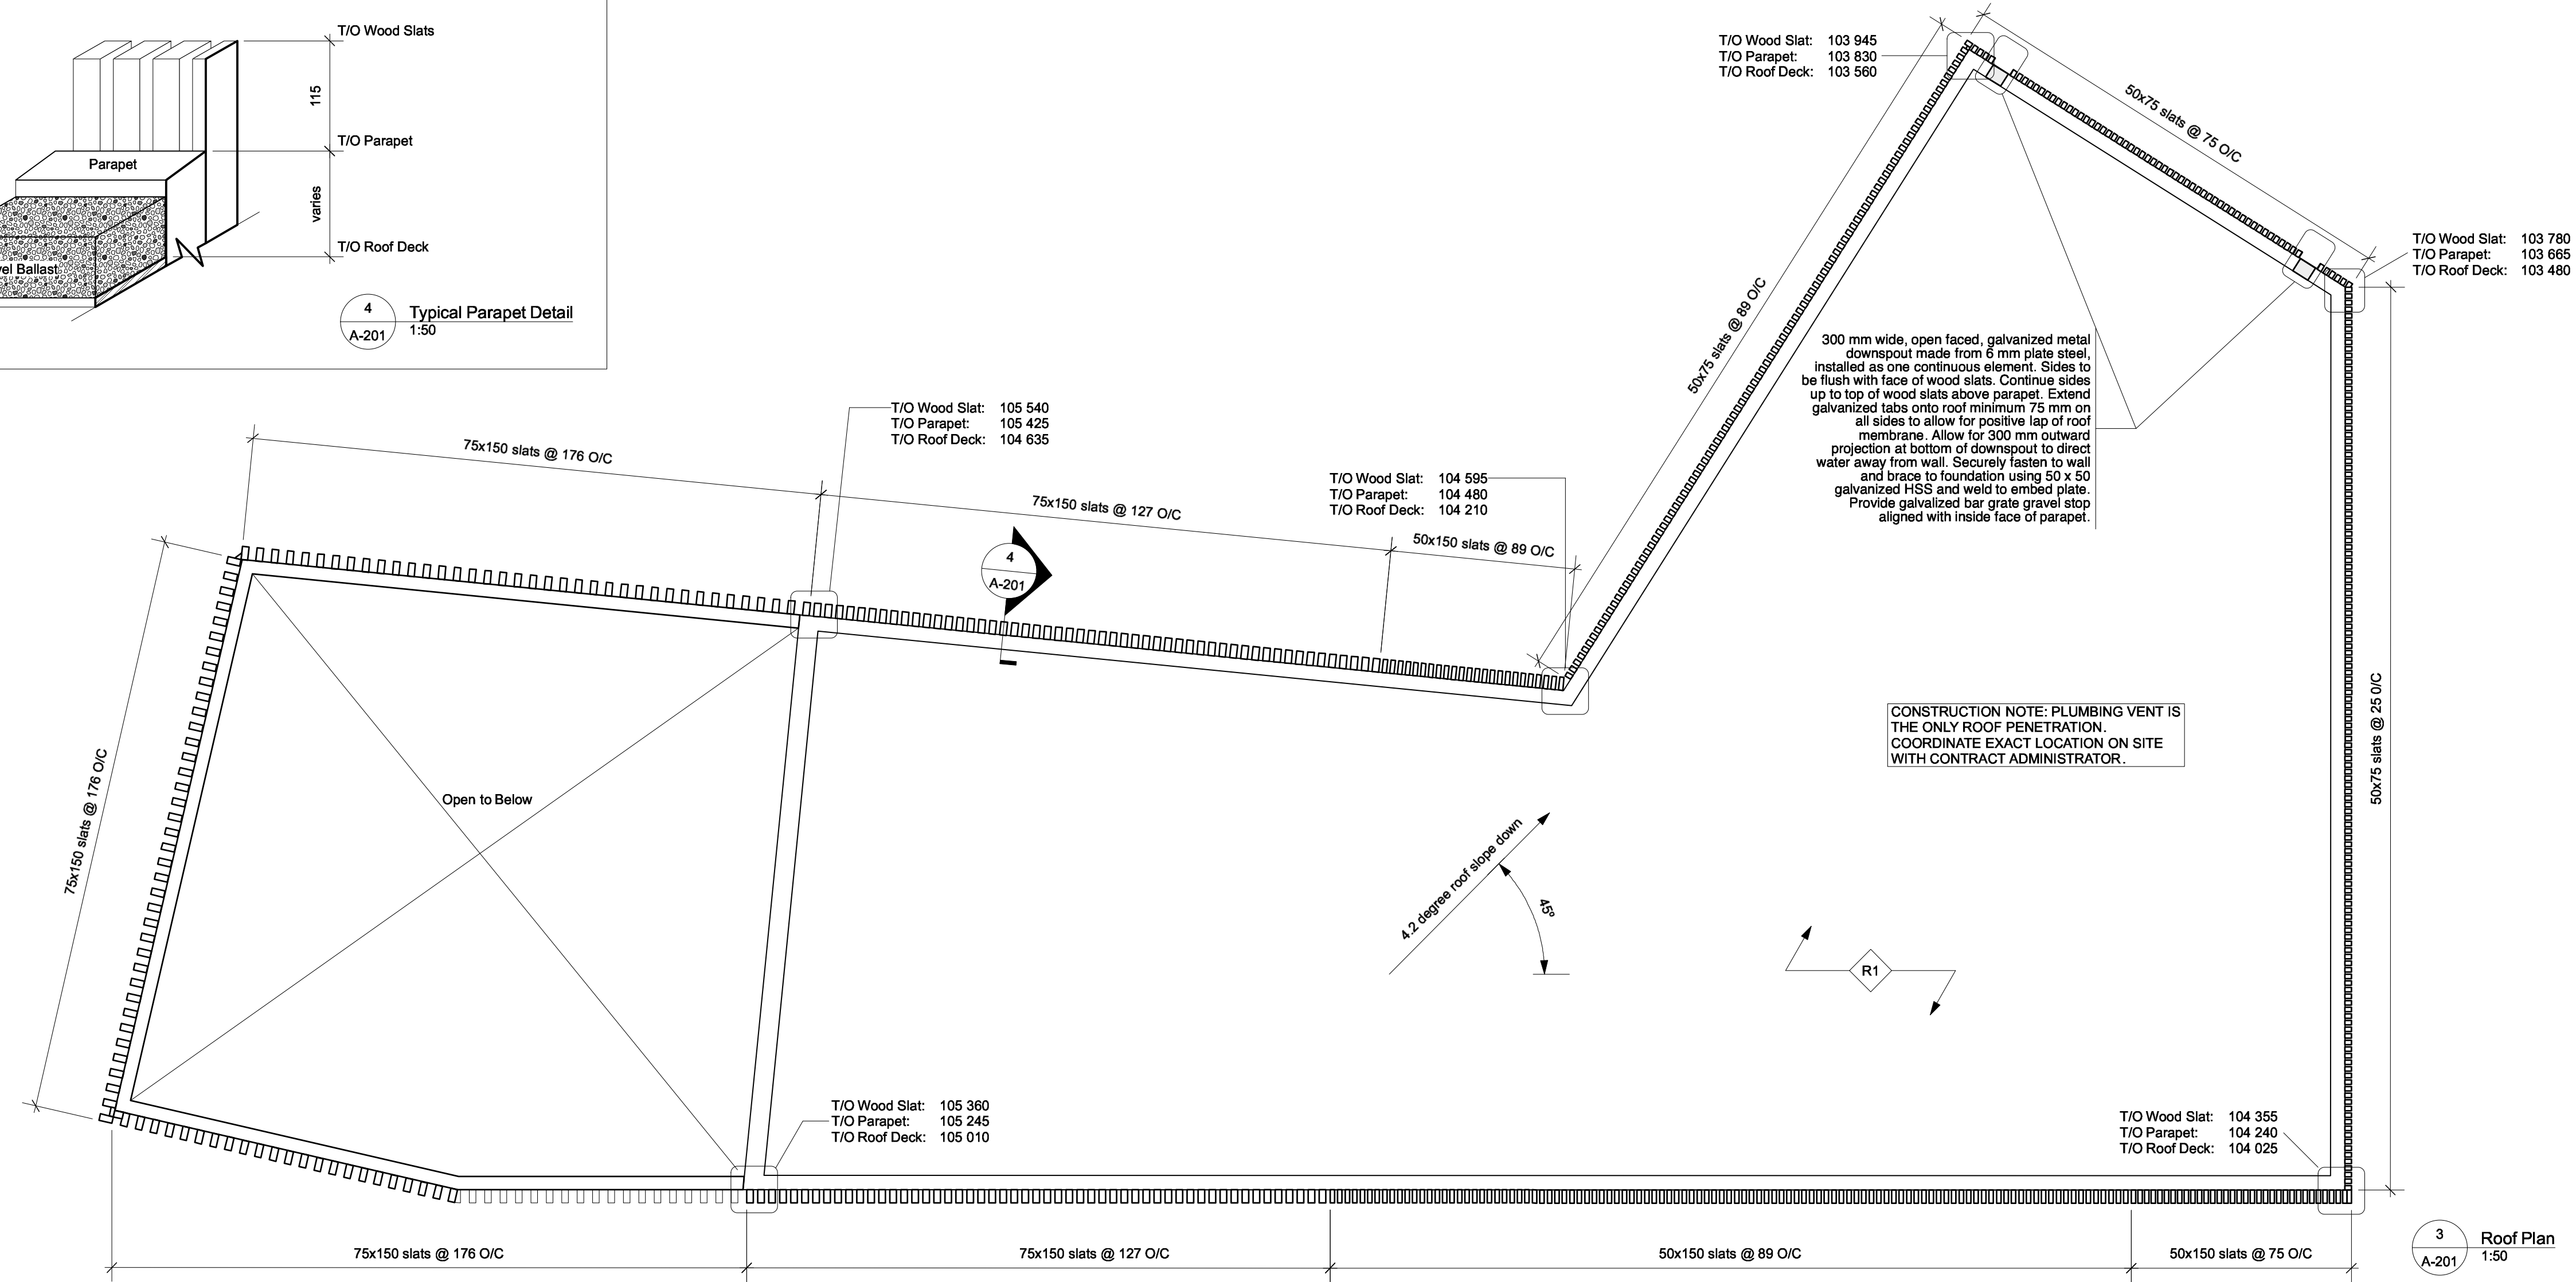 T/O Wood Slats
115
T/O Parapet
Parapet
varies
T/O Roof Deck
vel Ballast
4
A-201
Typical Parapet Detail
1:50
T/O Wood Slat: 103 945
T/O Parapet: 103 830
T/O Roof Deck: 103 560
50x75 slats @ 75 O/C
T/O Wood Slat: 103 780
T/O Parapet: 103 665
T/O Roof Deck: 103 480
50x75 slats @ 89 O/C
300 mm wide, open faced, galvanized metal
downspout made from 6 mm plate steel,
installed as one continuous element. Sides to
be flush with face of wood slats. Continue sides
up to top of wood slats above parapet. Extend
galvanized tabs onto roof minimum 75 mm on
all sides to allow for positive lap of roof
membrane. Allow for 300 mm outward
projection at bottom of downspout to direct
water away from wall. Securely fasten to wall
and brace to foundation using 50 x 50
galvanized HSS and weld to embed plate.
Provide galvalized bar grate gravel stop
aligned with inside face of parapet.
T/O Wood Slat: 105 540
T/O Parapet: 105 425
T/O Roof Deck: 104 635
75x150 slats @ 176 O/C
75x150 slats @ 127 O/C
T/O Wood Slat: 104 595
T/O Parapet: 104 480
T/O Roof Deck: 104 210
50x150 slats @ 89 O/C
4
A-201
75x150 slats @ 176 O/C
Open to Below
CONSTRUCTION NOTE: PLUMBING VENT IS
THE ONLY ROOF PENETRATION.
COORDINATE EXACT LOCATION ON SITE
WITH CONTRACT ADMINISTRATOR.
50x75 slats @ 25 0/C
4.2 degree roof slope down
45º
R1
T/O Wood Slat: 105 360
T/O Parapet: 105 245
T/O Roof Deck: 105 010
T/O Wood Slat: 104 355
T/O Parapet: 104 240
T/O Roof Deck: 104 025
75x150 slats @ 176 O/C
75x150 slats @ 127 O/C
50x150 slats @ 89 O/C
50x150 slats @ 75 O/C
3
A-201
Roof Plan
1:50